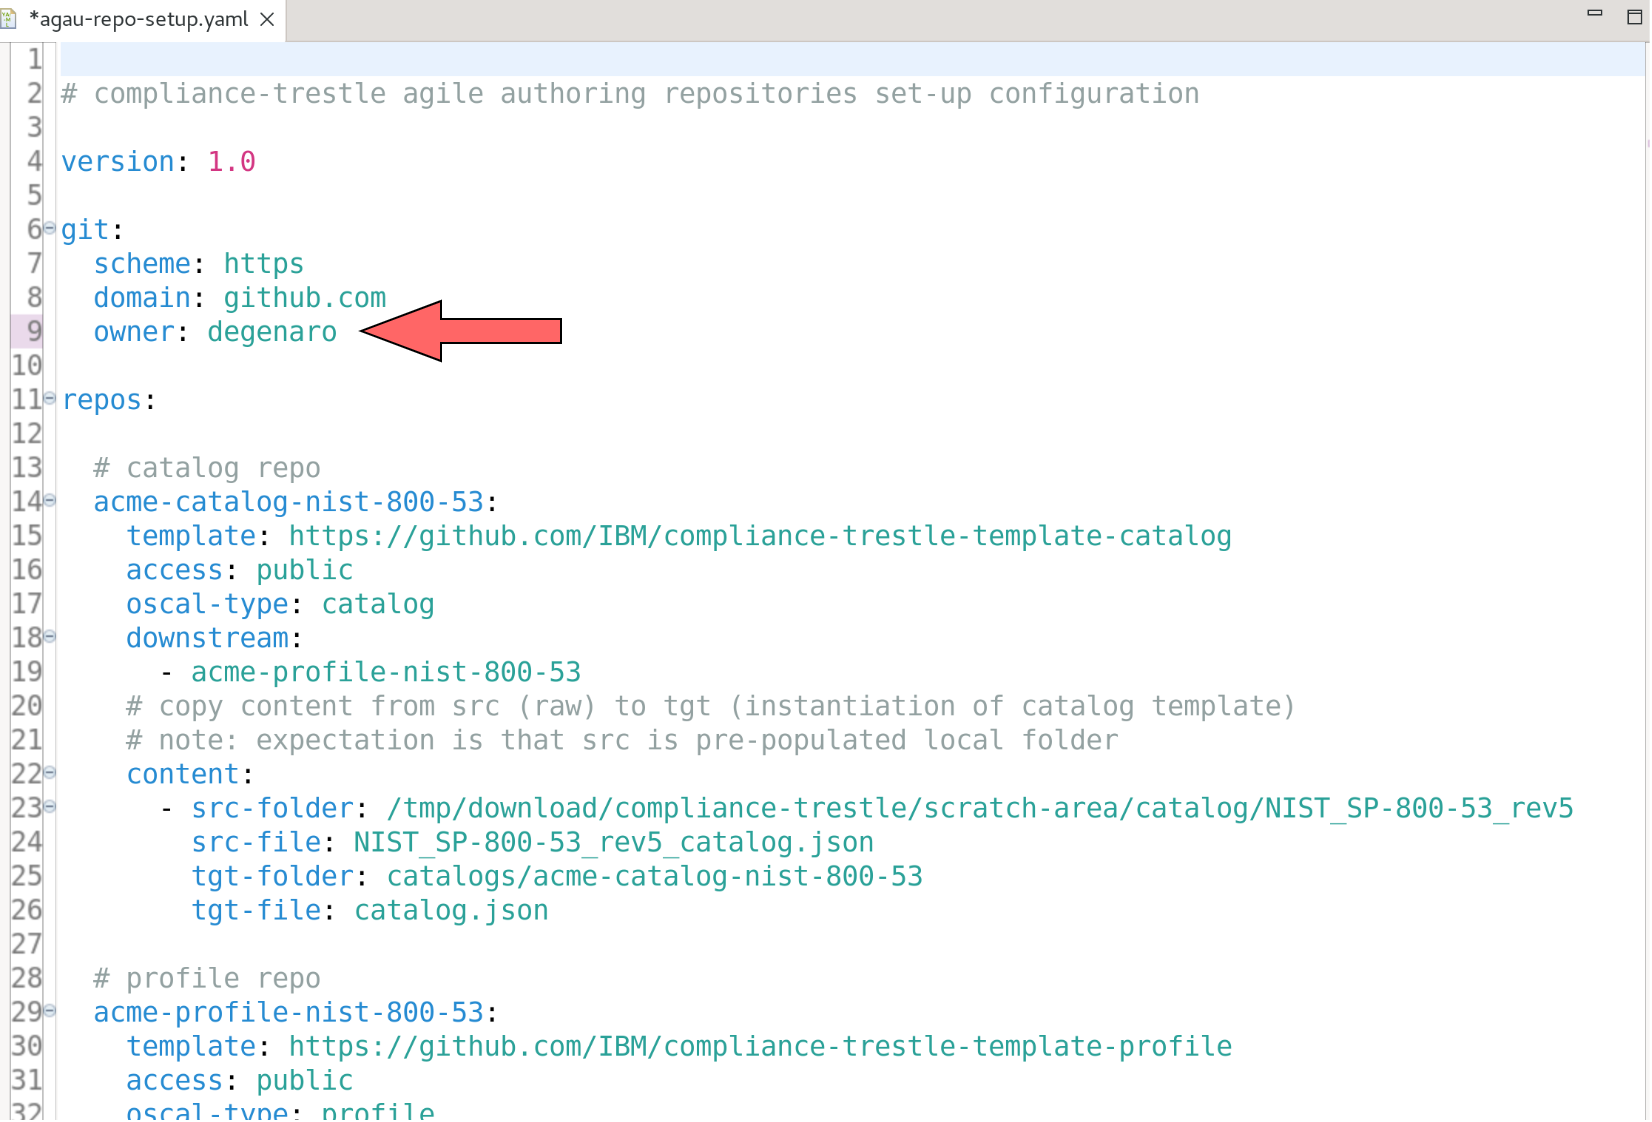 *agau-repo-setup.yaml
1
2 # compliance-trestle agile authoring repositories set-up configuration
3
4 version: 1.0
5
6 git:
7   scheme: https
8   domain: github.com
9   owner: degenaro
10
11 repos:
12
13   # catalog repo
14   acme-catalog-nist-800-53:
15     template: https://github.com/IBM/compliance-trestle-template-catalog
16     access: public
17     oscal-type: catalog
18     downstream:
19       - acme-profile-nist-800-53
20     # copy content from src (raw) to tgt (instantiation of catalog template)
21     # note: expectation is that src is pre-populated local folder
22     content:
23       - src-folder: /tmp/download/compliance-trestle/scratch-area/catalog/NIST_SP-800-53_rev5
24         src-file: NIST_SP-800-53_rev5_catalog.json
25         tgt-folder: catalogs/acme-catalog-nist-800-53
26         tgt-file: catalog.json
27
28   # profile repo
29   acme-profile-nist-800-53:
30     template: https://github.com/IBM/compliance-trestle-template-profile
31     access: public
32     oscal-type: profile